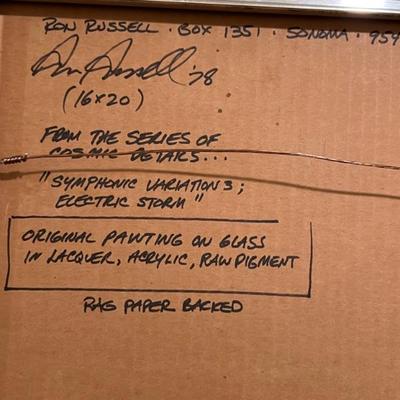 RON RUSSELL · BOX 1351 · SONOMA · 954
Ron Russell '78
(16x20)
FROM THE SERIES OF
COSMIC DETAILS...
"SYMPHONIC VARIATION 3;
ELECTRIC STORM"
ORIGINAL PAINTING ON GLASS
IN LACQUER, ACRYLIC, RAW PIGMENT
RAG PAPER BACKED